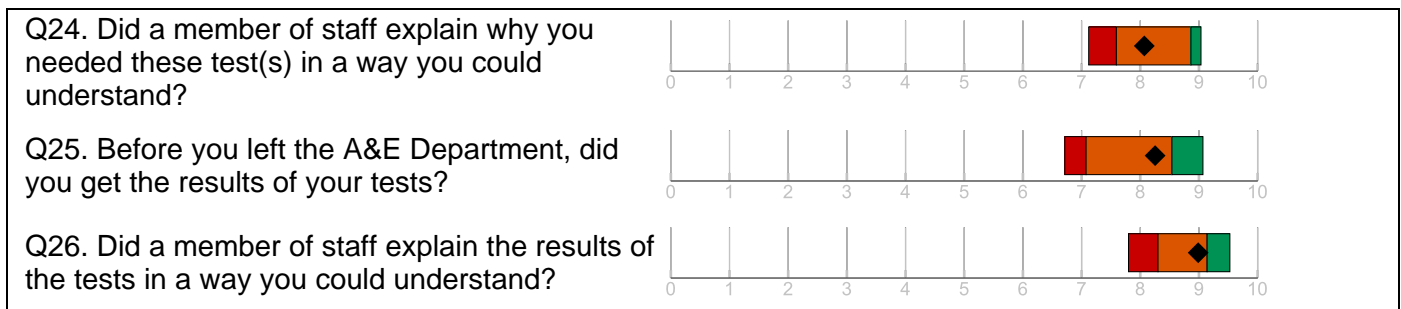 Q24. Did a member of staff explain why you
needed these test(s) in a way you could
understand?
0 1 2 3 4 5 6 7 8 9 10
Q25. Before you left the A&E Department, did
you get the results of your tests?
0 1 2 3 4 5 6 7 8 9 10
Q26. Did a member of staff explain the results of
the tests in a way you could understand?
0 1 2 3 4 5 6 7 8 9 10